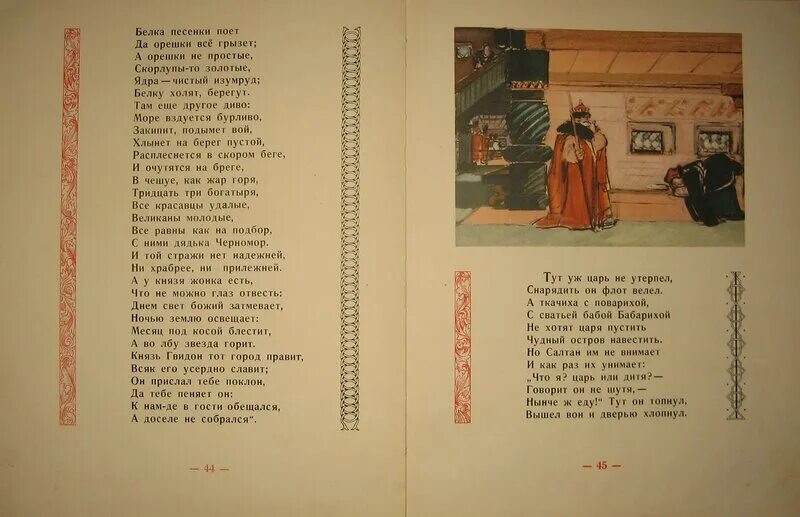 Белка песенки поет
Да орешки всё грызет;
А орешки не простые,
Скорлупы-то золотые,
Ядра — чистый изумруд;
Белку холят, берегут.
Там еще другое диво:
Море вздуется бурливо,
Закипит, подымет вой,
Хлынет на берег пустой,
Расплеснется в скором беге,
И очутятся на бреге,
В чешуе, как жар горя,
Тридцать три богатыря,
Все красавцы удалые,
Великаны молодые,
Все равны как на подбор,
С ними дядька Черномор.
И той стражи нет надежней,
Ни храбрее, ни прилежней.
А у князя жонка есть,
Что не можно глаз отвесть:
Днем свет божий затмевает,
Ночью землю освещает:
Месяц под косой блестит,
А во лбу звезда горит.
Князь Гвидон тот город правит,
Всяк его усердно славит;
Он прислал тебе поклон,
Да тебе пеняет он:
К нам-де в гости обещался,
А доселе не собрался“.
— 44 —
Тут уж царь не утерпел,
Снарядить он флот велел.
А ткачиха с поварихой,
С сватьей бабой Бабарихой
Не хотят царя пустить
Чудный остров навестить.
Но Салтан им не внимает
И как раз их унимает:
„Что я? царь или дитя? —
Говорит он не шутя, —
Нынче ж еду!“ Тут он топнул,
Вышел вон и дверью хлопнул.
— 45 —